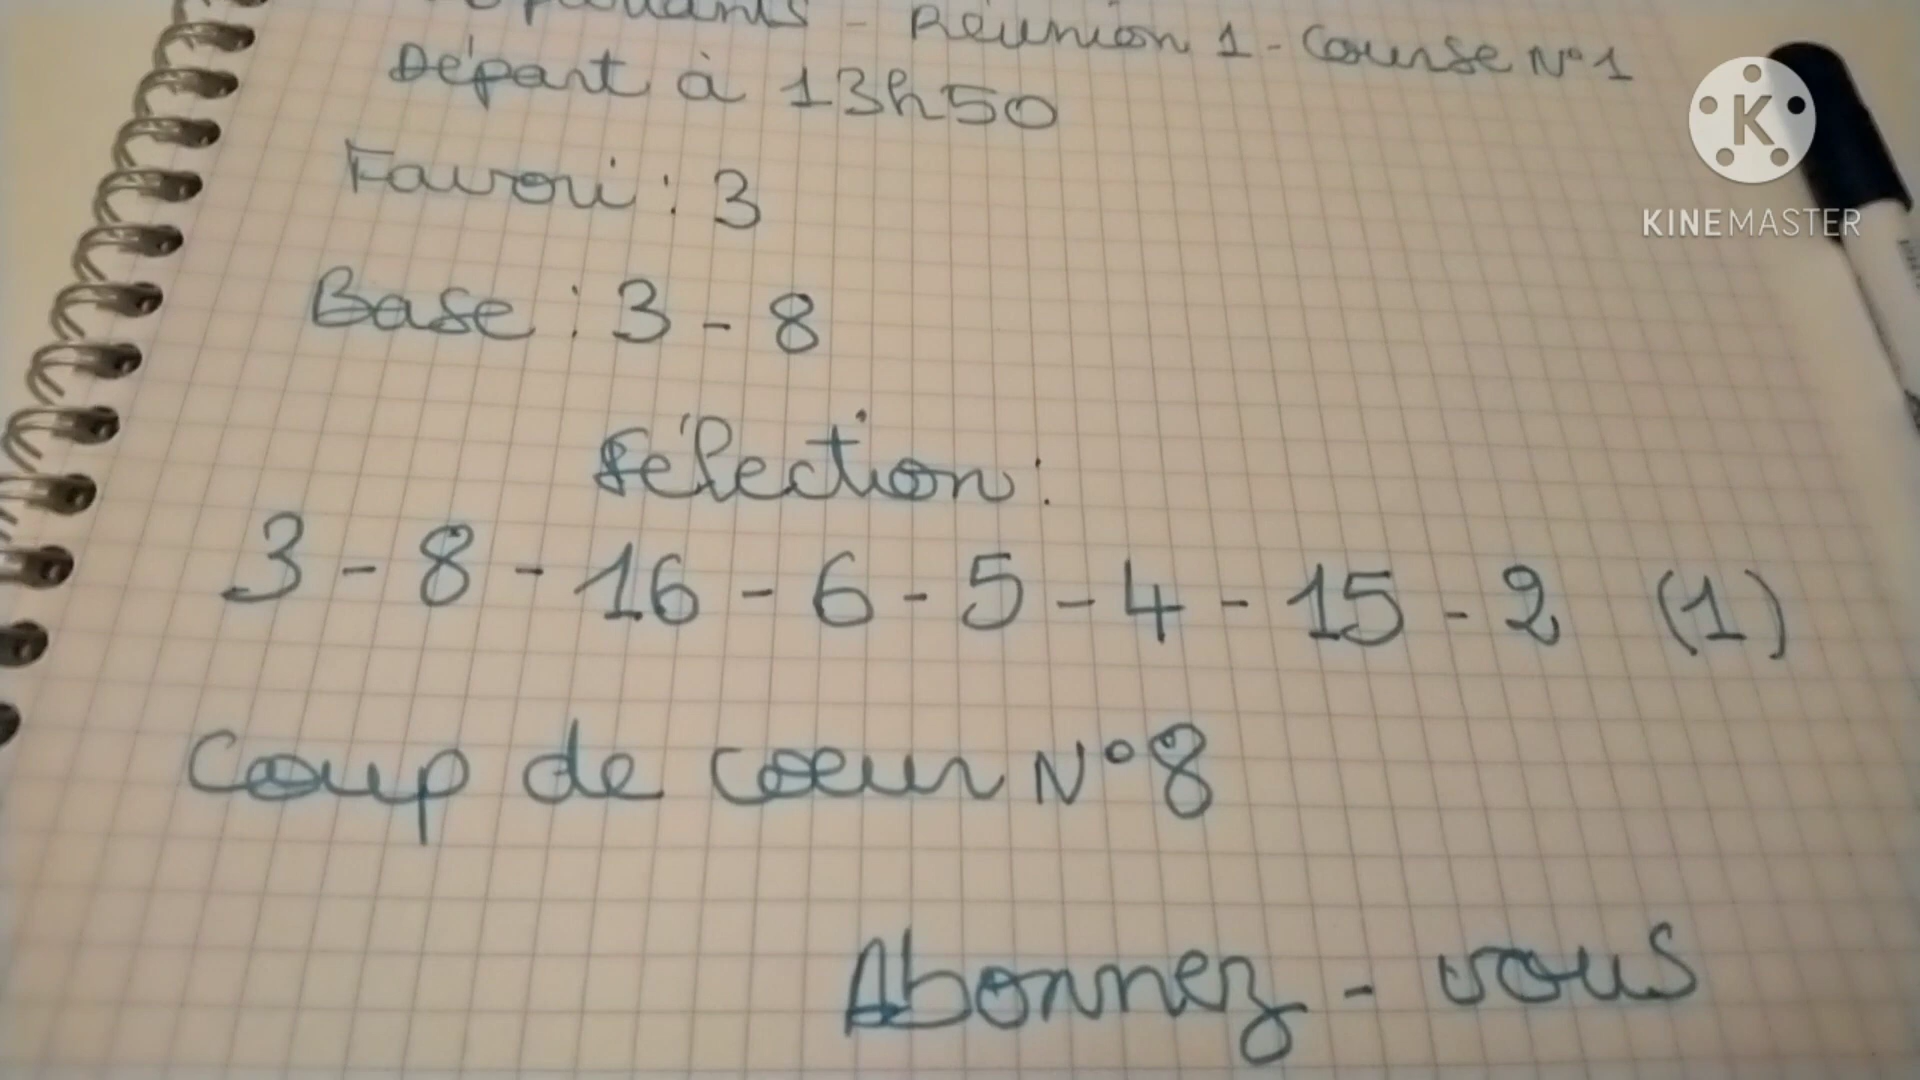 - Réunion 1 - Course N° 1
Départ à 13h50
Favori : 3
Base : 3 - 8
Sélection :
3 - 8 - 16 - 6 - 5 - 4 - 15 - 2 (1)
Coup de coeur N° 8
Abonnez - vous
K
KINEMASTER